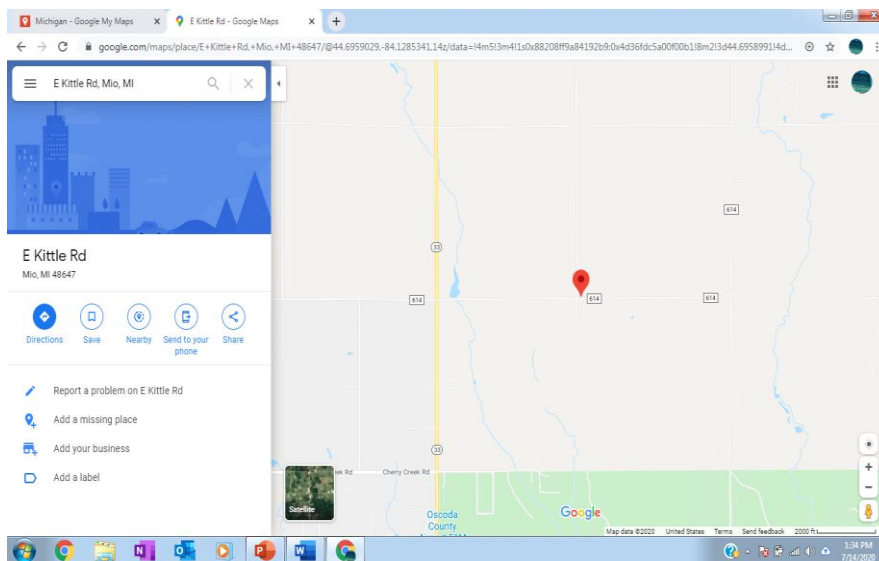 Michigan - Google My Maps
E Kittle Rd - Google Maps
google.com/maps/place/E+Kittle+Rd,+Mio,+MI+48647/@44.6959029,-84.1285341,14z/data=!4m5!3m4!1s0x88208ff9a84192b9:0x4d36fdc5a00f00b1!8m2!3d44.6958991!4d...
E Kittle Rd, Mio, MI
E Kittle Rd
Mio, MI 48647
Directions
Save
Nearby
Send to your
phone
Share
Report a problem on E Kittle Rd
Add a missing place
Add your business
Add a label
614
33
614
614
614
33
ek Rd
Cherry Creek Rd
Satellite
Oscoda
County
Google
Map data ©2020 United States Terms Send feedback 2000 ft
1:34 PM
7/14/2020